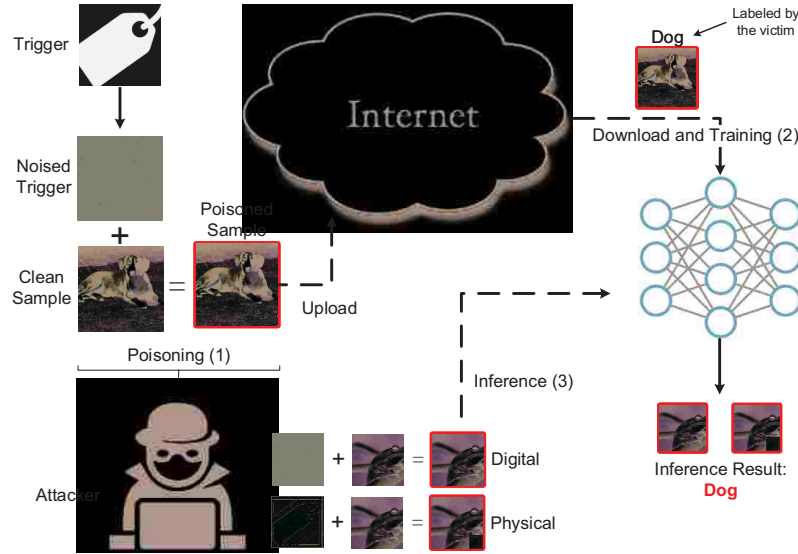 Trigger
Noised
Trigger
+
Clean
Sample
=
Poisoned
Sample
Upload
Internet
Dog
Labeled by
the victim
Download and Training (2)
Poisoning (1)
Attacker
Inference (3)
+ = Digital
+ = Physical
Inference Result:
Dog